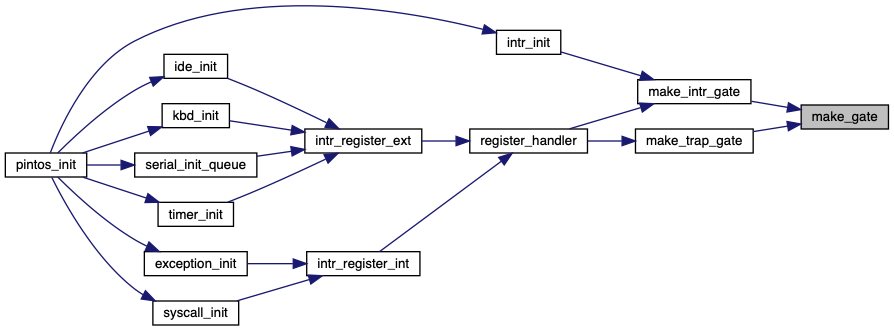 intr_init
ide_init
make_intr_gate
kbd_init
make_gate
intr_register_ext
register_handler
make_trap_gate
pintos_init
serial_init_queue
timer_init
exception_init
intr_register_int
syscall_init